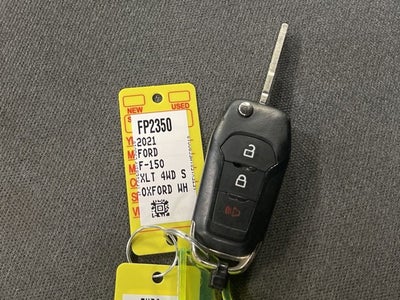 NEW USED
FP2350
2021
FORD
F-150
XLT 4WD S
OXFORD WH